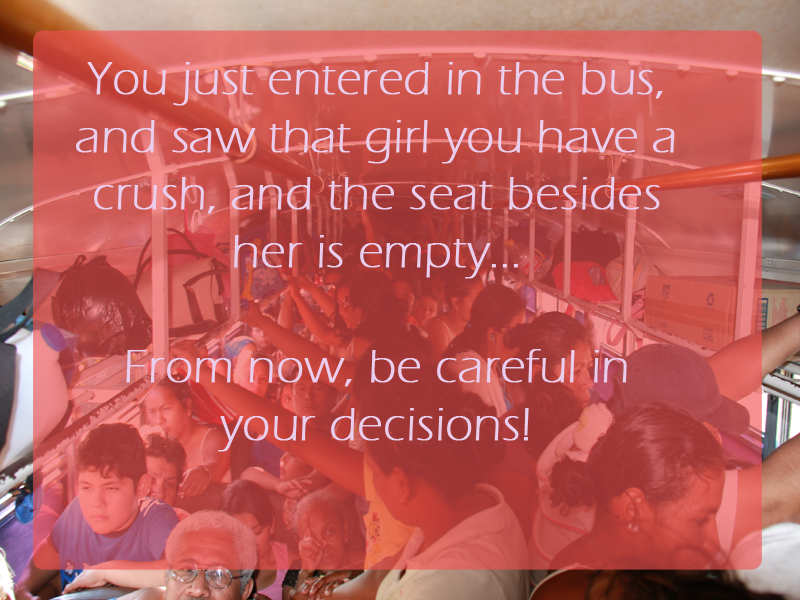 You just entered in the bus,
and saw that girl you have a
crush, and the seat besides
her is empty...
From now, be careful in
your decisions!